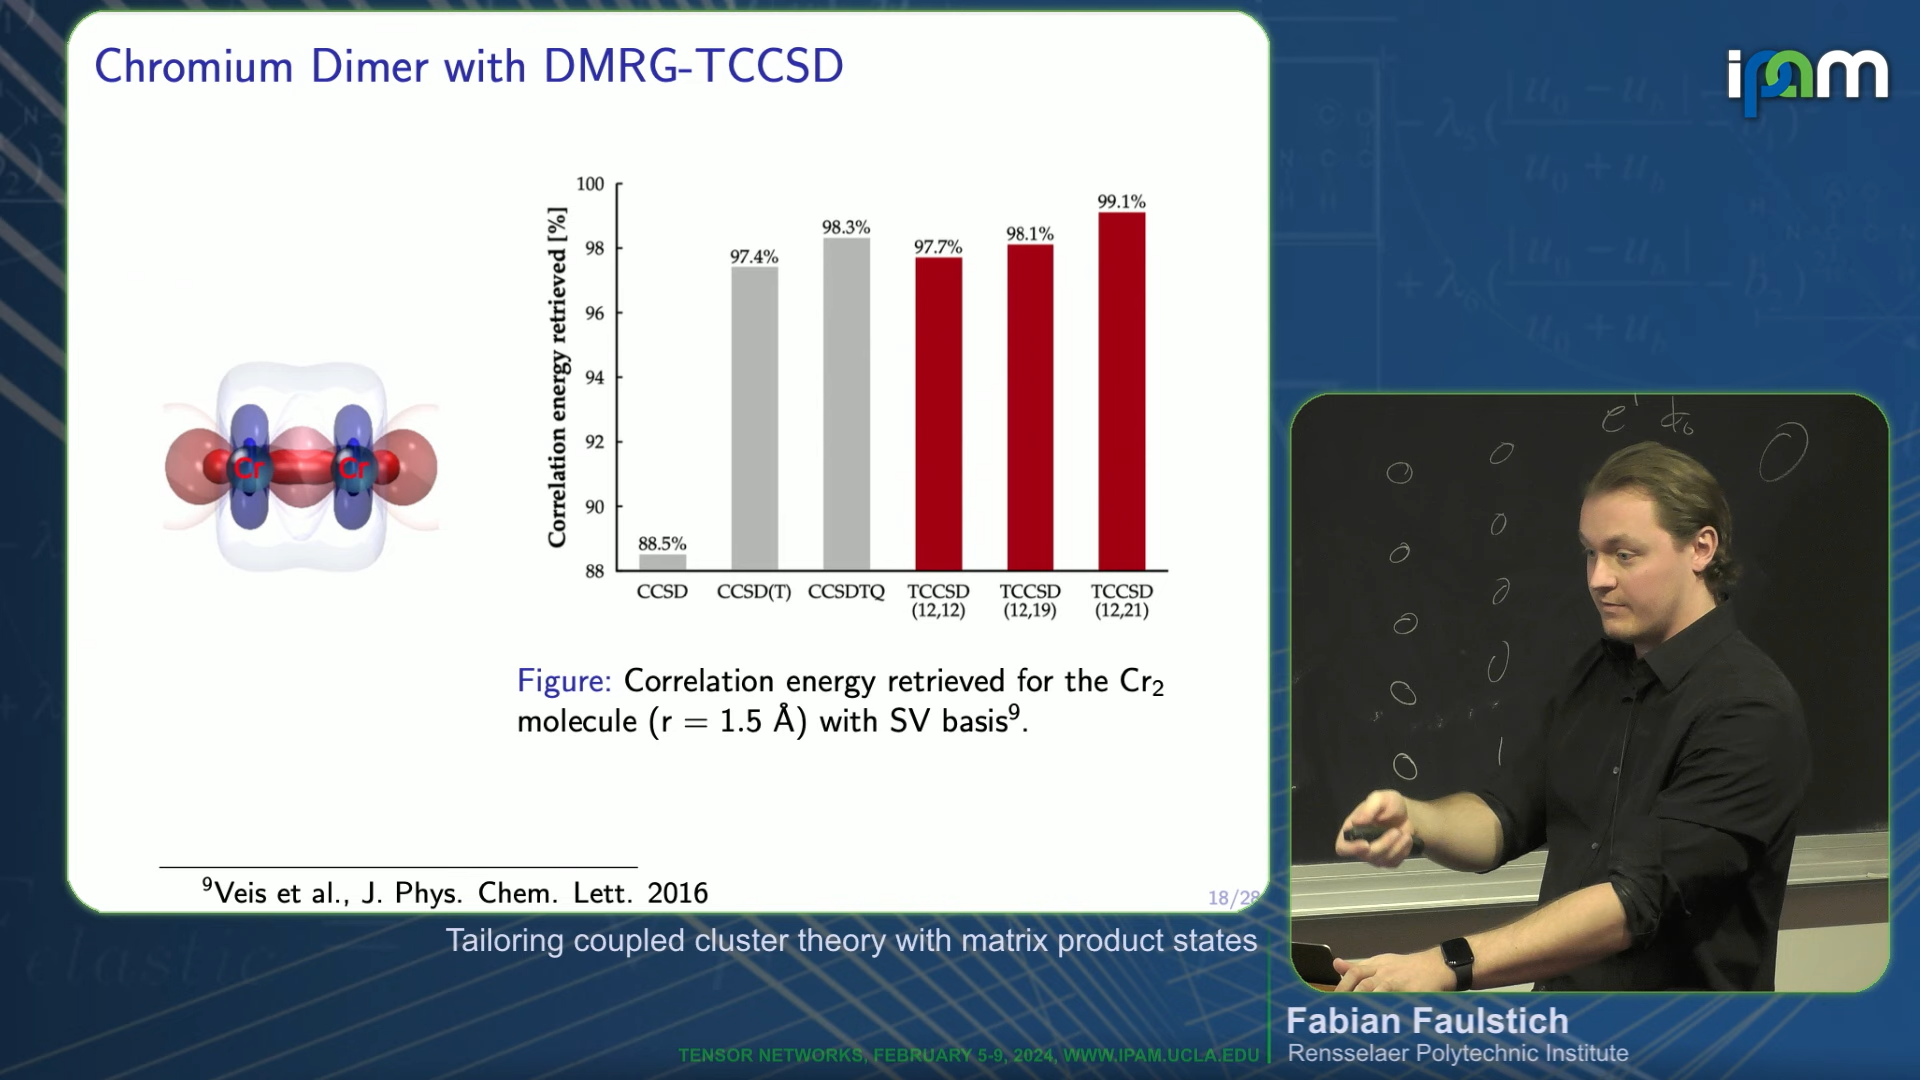 Chromium Dimer with DMRG-TCCSD
ipam
Correlation energy retrieved [%]
100
98
96
94
92
90
88
88.5%
97.4%
98.3%
97.7%
98.1%
99.1%
CCSD
CCSD(T)
CCSDTQ
TCCSD
(12,12)
TCCSD
(12,19)
TCCSD
(12,21)
Cr
Cr
Figure: Correlation energy retrieved for the Cr₂
molecule (r = 1.5 Å) with SV basis⁹.
⁹Veis et al., J. Phys. Chem. Lett. 2016
18/28
Tailoring coupled cluster theory with matrix product states
Fabian Faulstich
Rensselaer Polytechnic Institute
TENSOR NETWORKS, FEBRUARY 5-9, 2024, WWW.IPAM.UCLA.EDU